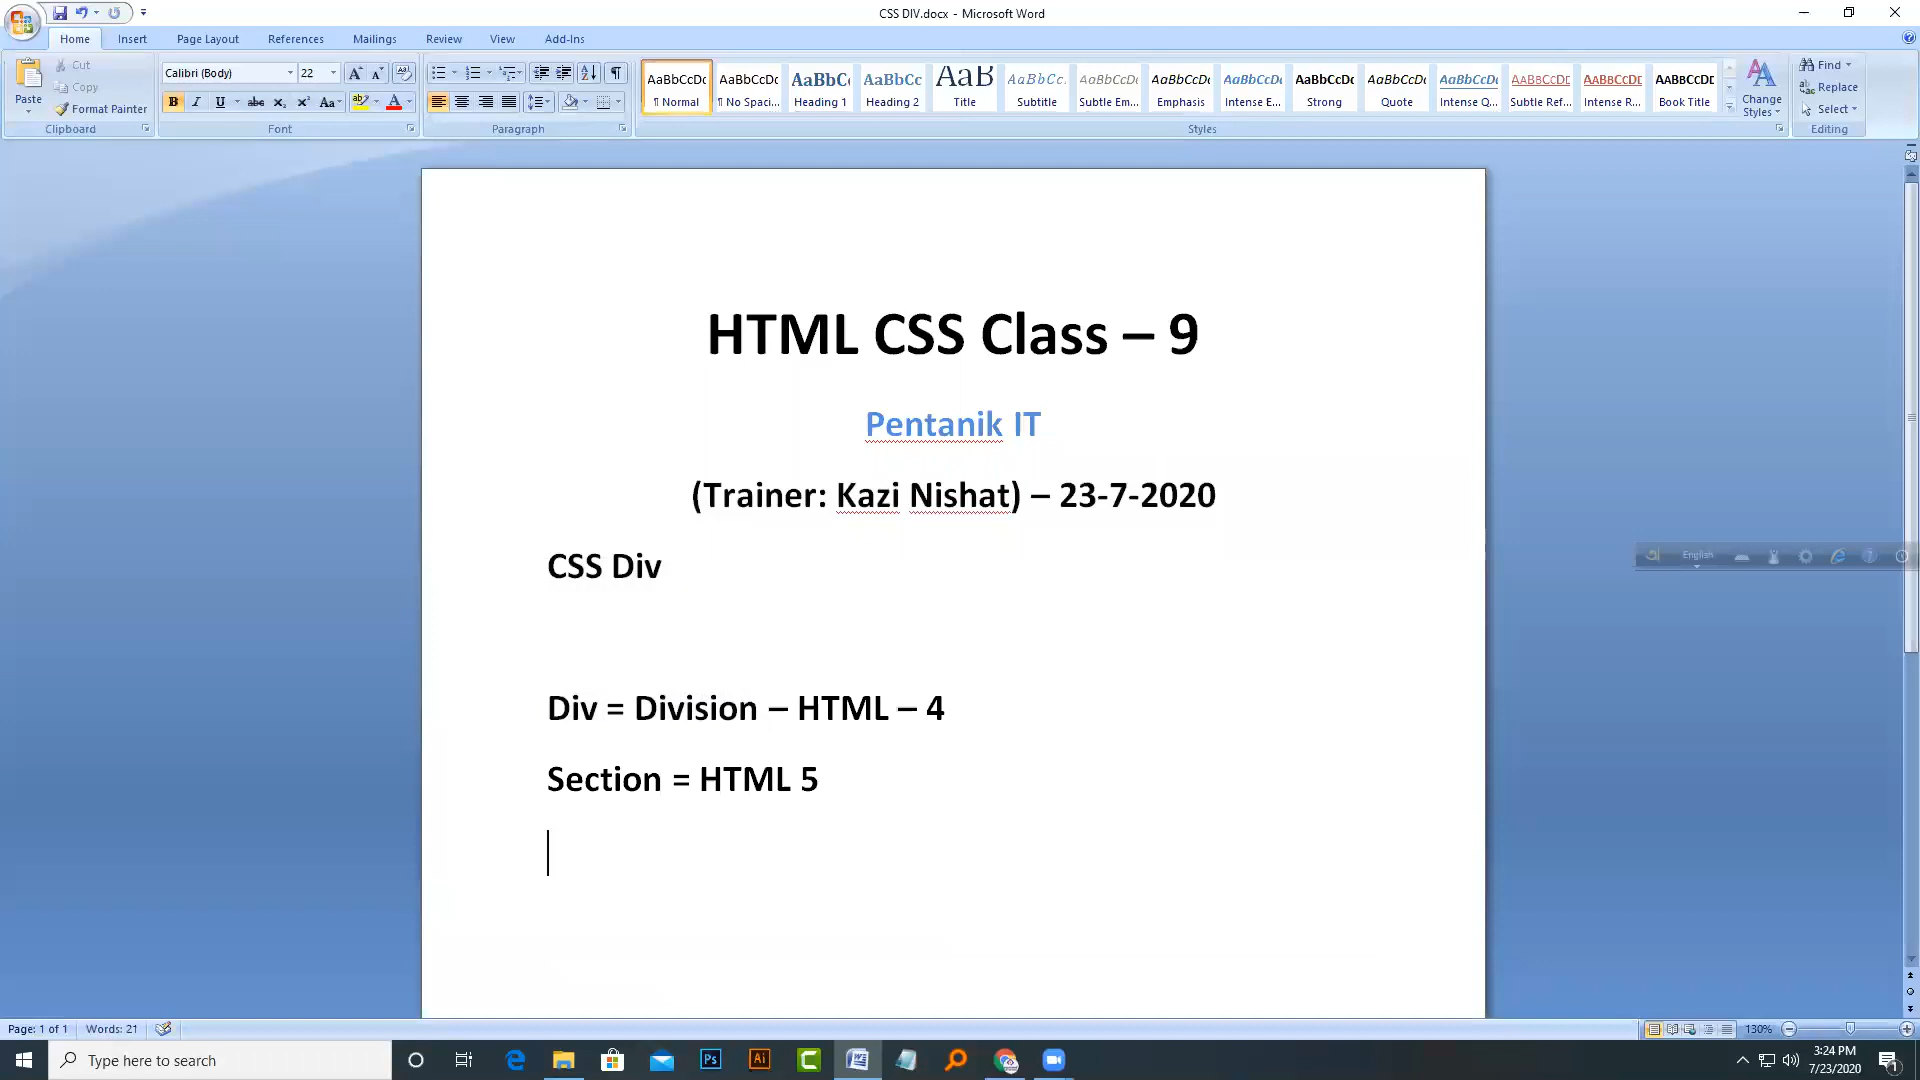 CSS DIV.docx - Microsoft Word
Home Insert Page Layout References Mailings Review View Add-Ins
Paste
Cut
Copy
Format Painter
Clipboard
Calibri (Body) 22
Font
Paragraph
AaBbCcDc AaBbCcDc AaBbC AaBbCc AaB AaBbCc. AaBbCcDc AaBbCcDc AaBbCcDc AaBbCcDc AaBbCcDc AaBbCcDc AABBCCDE AABBCCDE AABBCCDE
¶ Normal ¶ No Spaci... Heading 1 Heading 2 Title Subtitle Subtle Em... Emphasis Intense E... Strong Quote Intense Q... Subtle Ref... Intense R... Book Title
Styles
Change Styles
Find
Replace
Select
Editing
HTML CSS Class – 9
Pentanik IT
(Trainer: Kazi Nishat) – 23-7-2020
CSS Div
Div = Division – HTML – 4
Section = HTML 5
English
Page: 1 of 1 Words: 21
130%
Type here to search
3:24 PM
7/23/2020